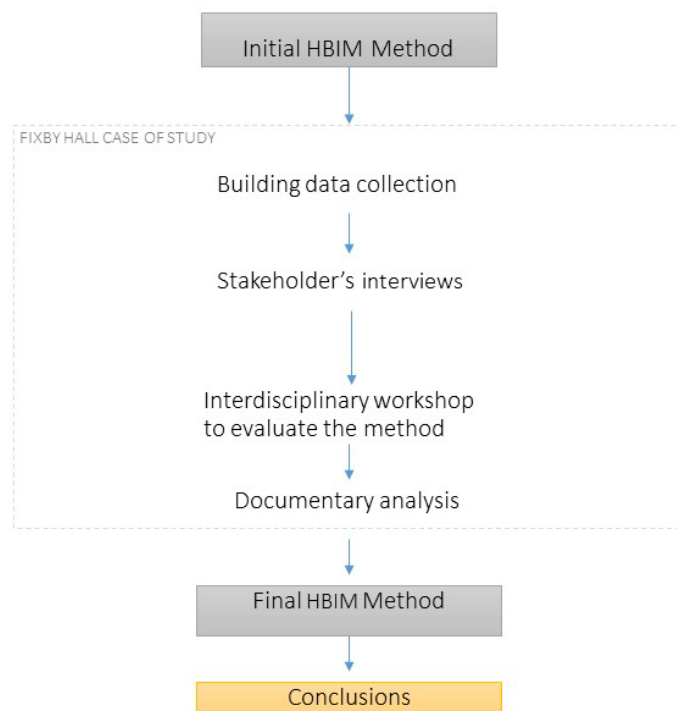 Initial HBIM Method
FIXBY HALL CASE OF STUDY
Building data collection
Stakeholder's interviews
Interdisciplinary workshop
to evaluate the method
Documentary analysis
Final HBIM Method
Conclusions